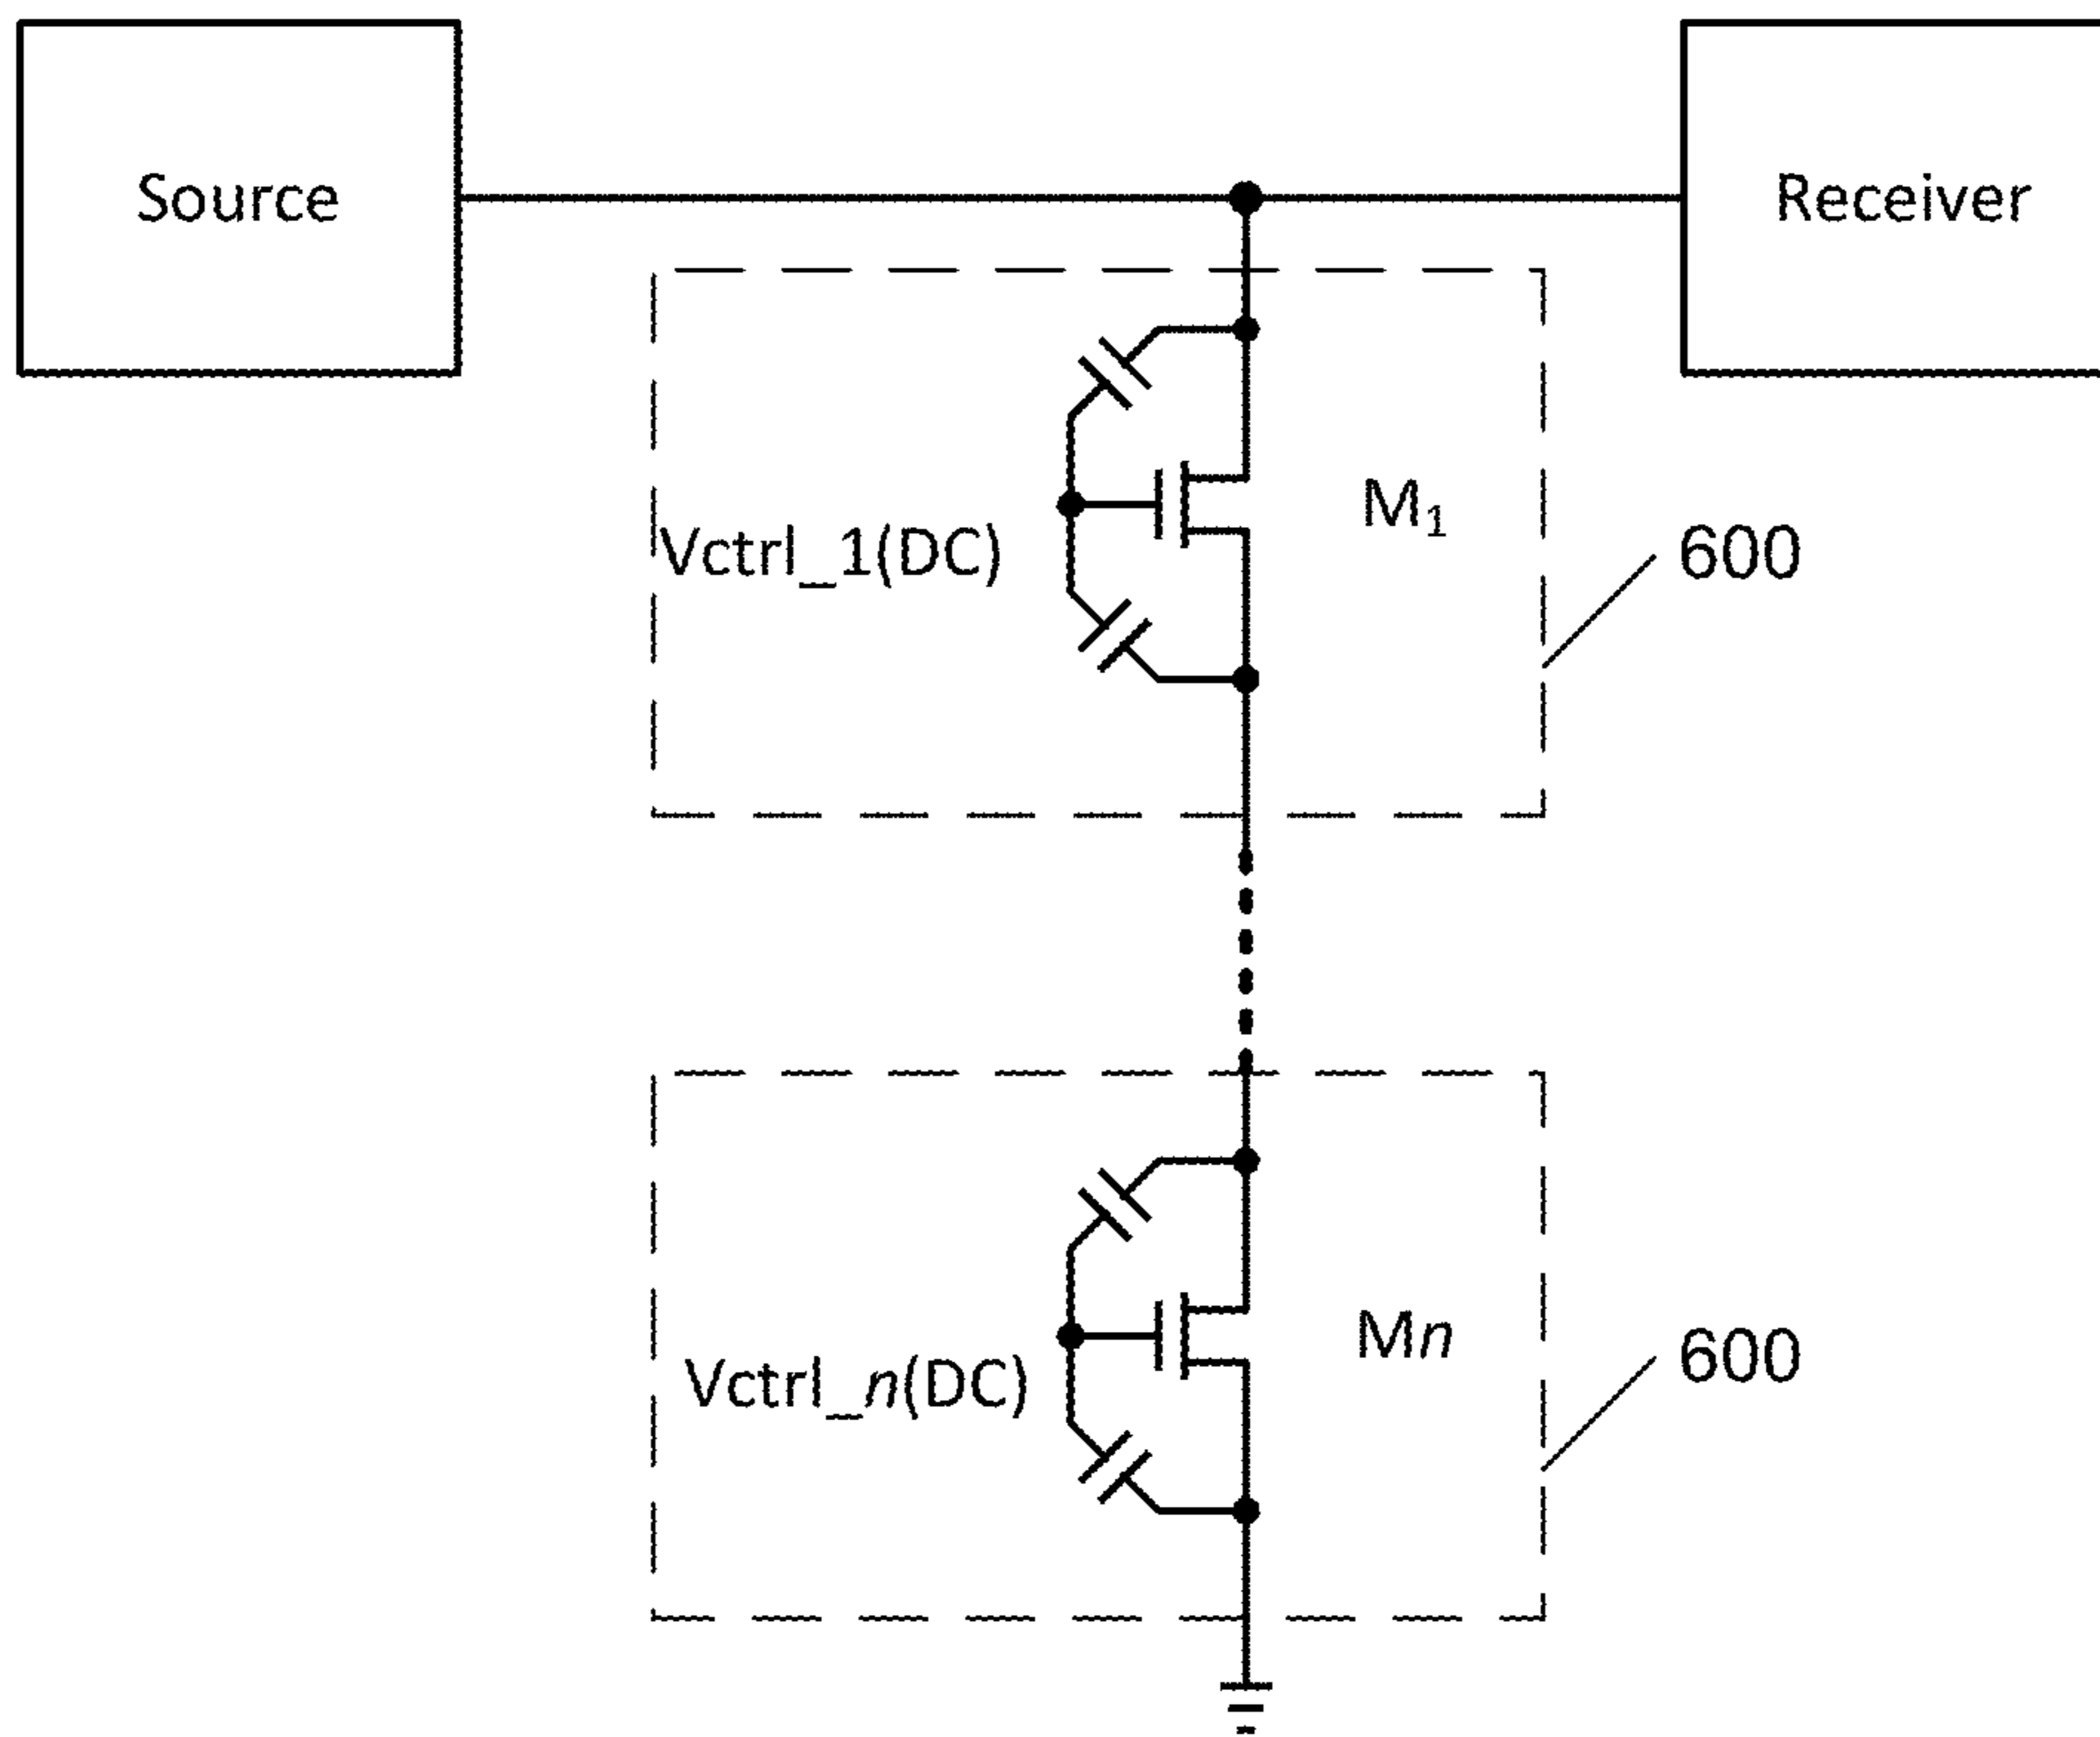 Source
Receiver
M₁
Vctrl_1(DC)
600
Mn
Vctrl_n(DC)
600